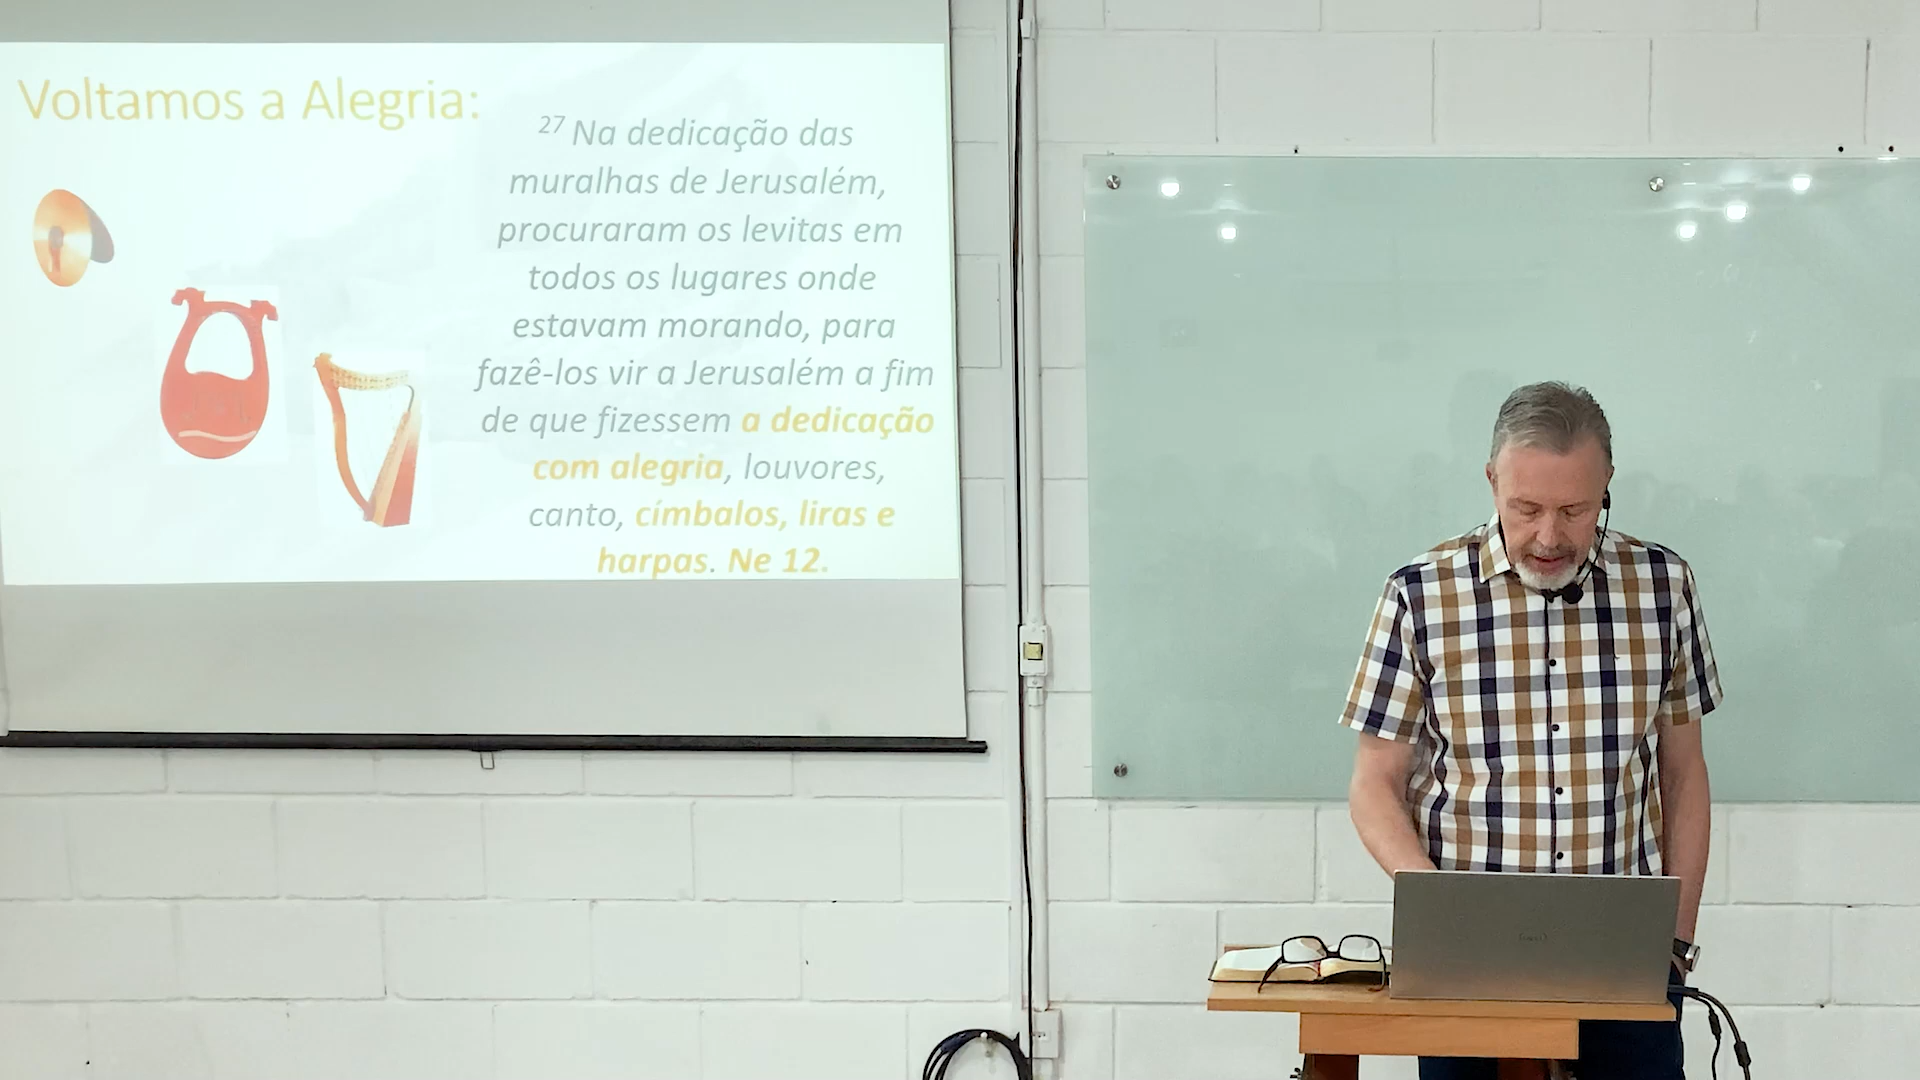 Voltamos a Alegria:
27 Na dedicação das
muralhas de Jerusalém,
procuraram os levitas em
todos os lugares onde
estavam morando, para
fazê-los vir a Jerusalém a fim
de que fizessem a dedicação
com alegria, louvores,
canto, címbalos, liras e
harpas. Ne 12.